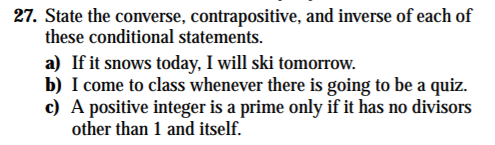 27. State the converse, contrapositive, and inverse of each of
these conditional statements.
a) If it snows today, I will ski tomorrow.
b) I come to class whenever there is going to be a quiz.
c) A positive integer is a prime only if it has no divisors
other than 1 and itself.